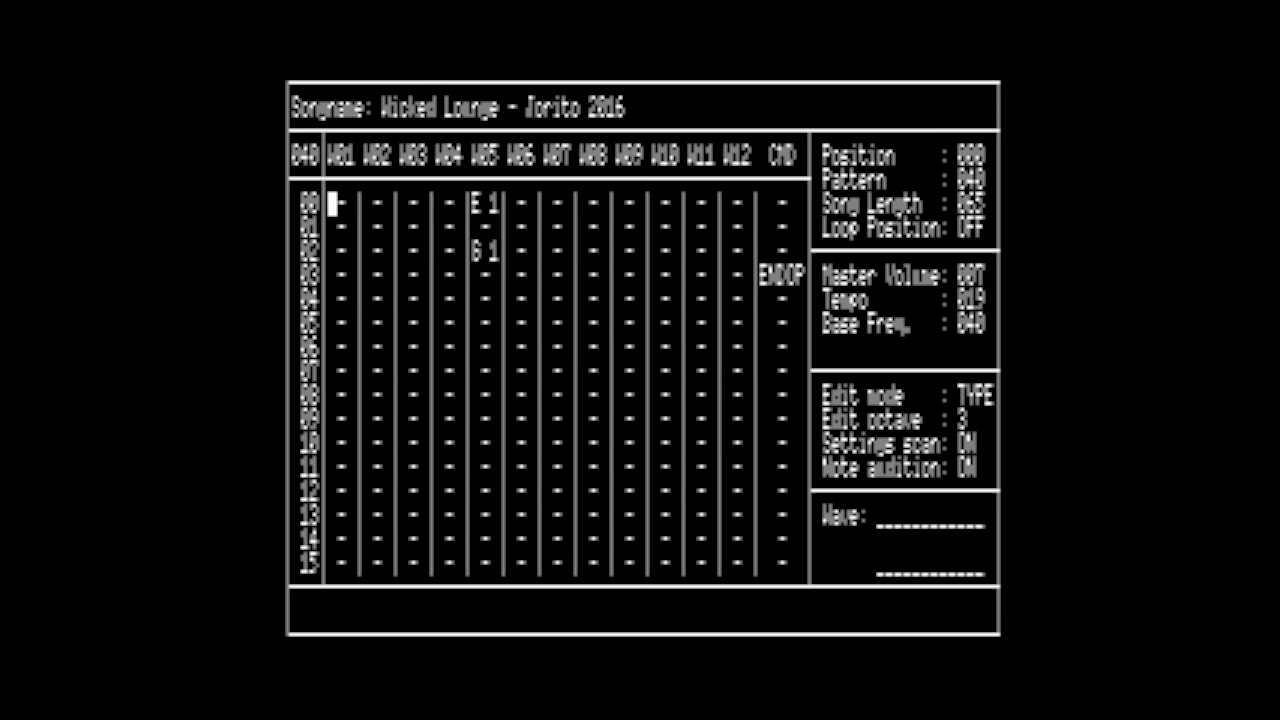 Songname: Wicked Lounge - Jorito 2016
040 W01 W02 W03 W04 W05 W06 W07 W08 W09 W10 W11 W12 CMD
00 - - - - E 1 - - - - - - - -
01 - - - - - - - - - - - - -
02 - - - - G 1 - - - - - - - -
03 - - - - - - - - - - - - ENDOP
04 - - - - - - - - - - - - -
05 - - - - - - - - - - - - -
06 - - - - - - - - - - - - -
07 - - - - - - - - - - - - -
08 - - - - - - - - - - - - -
09 - - - - - - - - - - - - -
10 - - - - - - - - - - - - -
11 - - - - - - - - - - - - -
12 - - - - - - - - - - - - -
13 - - - - - - - - - - - - -
14 - - - - - - - - - - - - -
15 - - - - - - - - - - - - -
Position : 000
Pattern : 040
Song Length : 065
Loop Position: OFF
Master Volume: 007
Tempo : 019
Base Freq. : 040
Edit mode : TYPE
Edit octave : 3
Settings scan: ON
Note audition: ON
Wave: ____________
____________